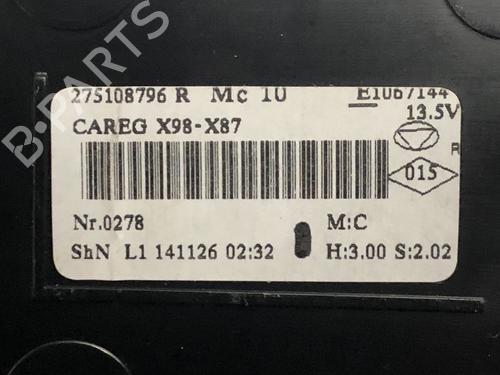 B-PARTS
275108796 R Mc 10 E1067144
13.5V
CAREG X98-X87
R
015
Nr.0278 M:C
ShN L1 141126 02:32 H:3.00 S:2.02